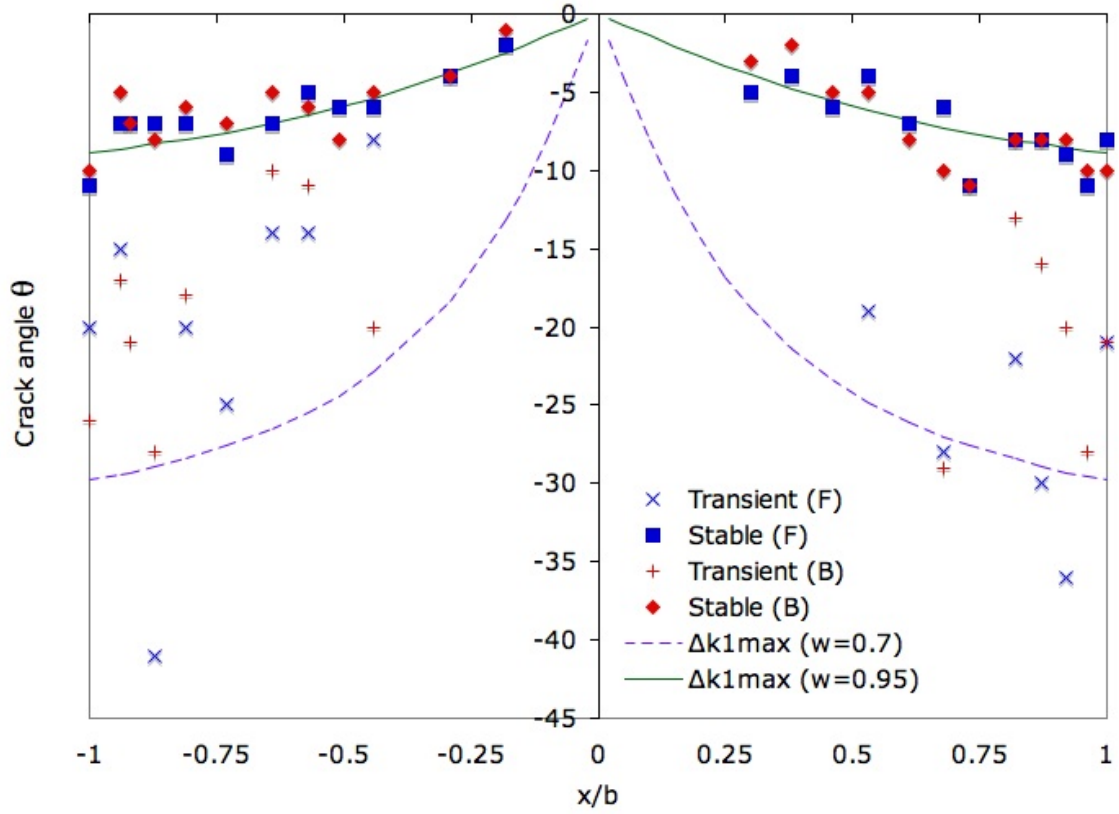 0
-5
-10
-15
-20
-25
-30
-35
-40
-45
Crack angle θ
Transient (F)
Stable (F)
Transient (B)
Stable (B)
Δk1max (w=0.7)
Δk1max (w=0.95)
-1 -0.75 -0.5 -0.25 0 0.25 0.5 0.75 1
x/b